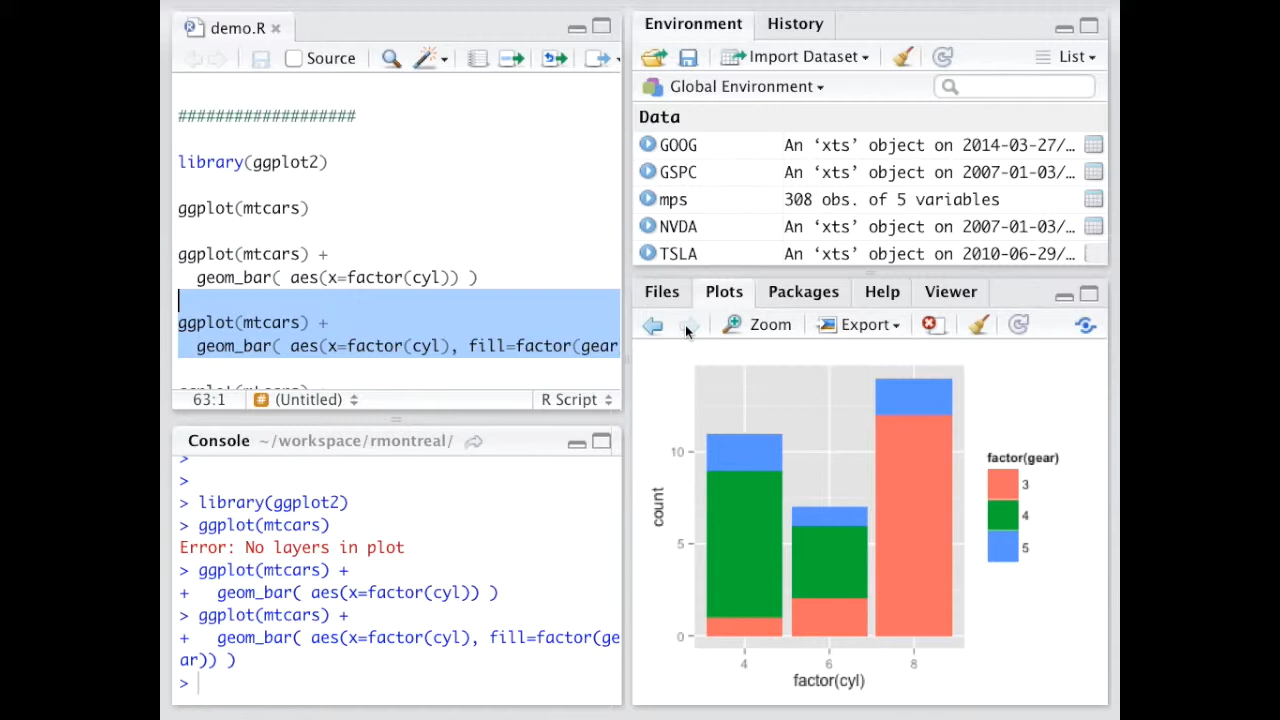 demo.R
Source
###################
library(ggplot2)
ggplot(mtcars)
ggplot(mtcars) +
geom_bar( aes(x=factor(cyl)) )
ggplot(mtcars) +
geom_bar( aes(x=factor(cyl), fill=factor(gear
63:1 (Untitled) R Script
Console ~/workspace/rmontreal/
>
>
> library(ggplot2)
> ggplot(mtcars)
Error: No layers in plot
> ggplot(mtcars) +
+ geom_bar( aes(x=factor(cyl)) )
> ggplot(mtcars) +
+ geom_bar( aes(x=factor(cyl), fill=factor(ge
ar)) )
>
Environment History
Import Dataset List
Global Environment
Data
GOOG An ‘xts’ object on 2014-03-27/…
GSPC An ‘xts’ object on 2007-01-03/…
mps 308 obs. of 5 variables
NVDA An ‘xts’ object on 2007-01-03/…
TSLA An ‘xts’ object on 2010-06-29/…
Files Plots Packages Help Viewer
Zoom Export
10
5
0
count
4 6 8
factor(cyl)
factor(gear)
3
4
5